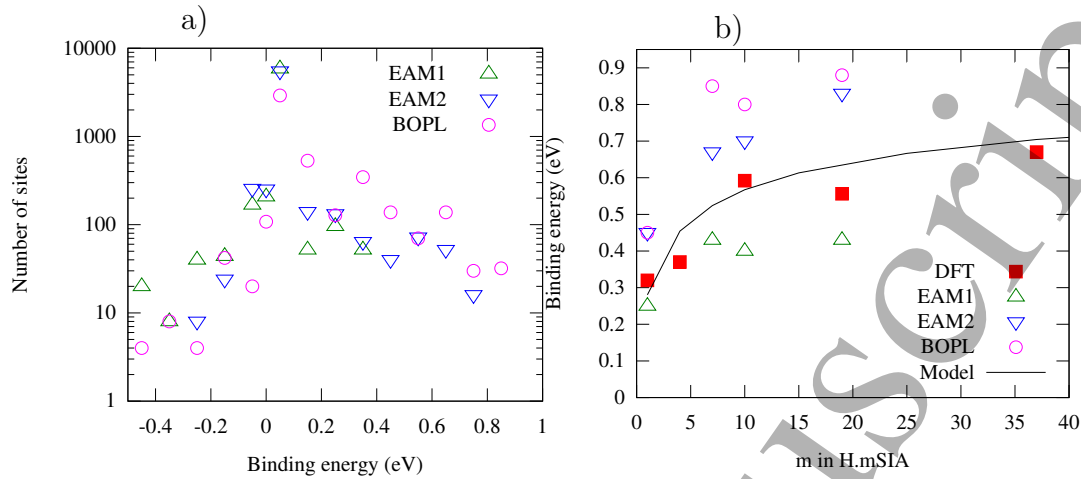 a)
10000
1000
100
10
1
Number of sites
EAM1
EAM2
BOPL
-0.4 -0.2 0 0.2 0.4 0.6 0.8 1
Binding energy (eV)
b)
0.9
0.8
0.7
0.6
0.5
0.4
0.3
0.2
0.1
0
Binding energy (eV)
DFT
EAM1
EAM2
BOPL
Model
0 5 10 15 20 25 30 35 40
m in H.mSIA
uscrip